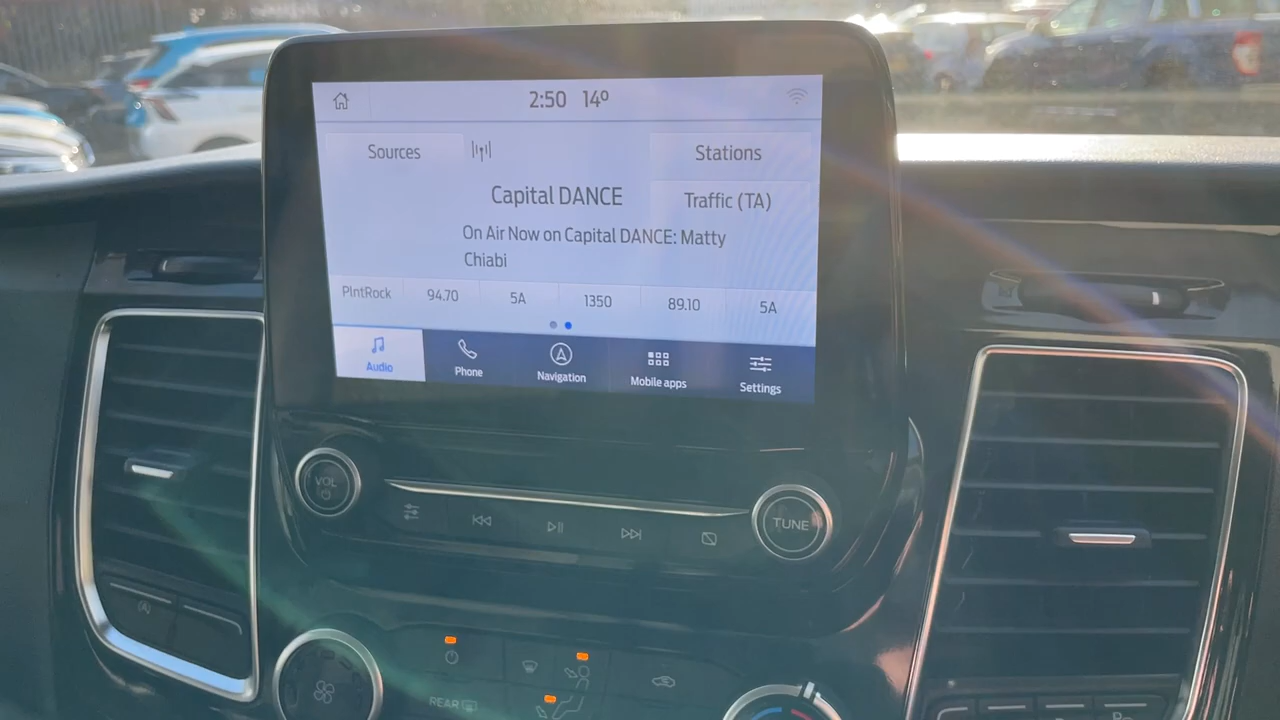 2:50 14°
Sources
Stations
Capital DANCE
Traffic (TA)
On Air Now on Capital DANCE: Matty
Chiabi
PlntRock 94.70 5A 1350 89.10 5A
Audio Phone Navigation Mobile apps Settings
VOL
TUNE
REAR